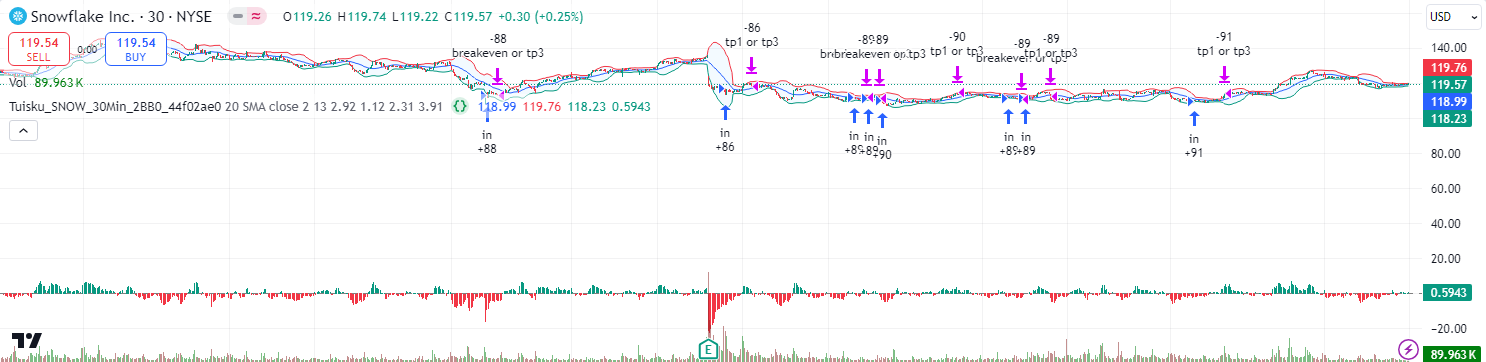 Snowflake Inc. · 30 · NYSE O119.26 H119.74 L119.22 C119.57 +0.30 (+0.25%)
USD
119.54 SELL
0.00
119.54 BUY
Vol 89.963 K
Tuisku_SNOW_30Min_2BB0_44f02ae0 20 SMA close 2 13 2.92 1.12 2.31 3.91 118.99 119.76 118.23 0.5943
-88
breakeven or tp3
-86
tp1 or tp3
-89
breakeven or tp3
-90
tp1 or tp3
-89
breakeven or tp3
-89
tp1 or tp3
-91
tp1 or tp3
in
+88
in
+86
in
in
in
+90
in
in
+89
in
+91
140.00
119.76
119.57
118.99
118.23
80.00
60.00
40.00
20.00
0.5943
−20.00
89.963 K
E